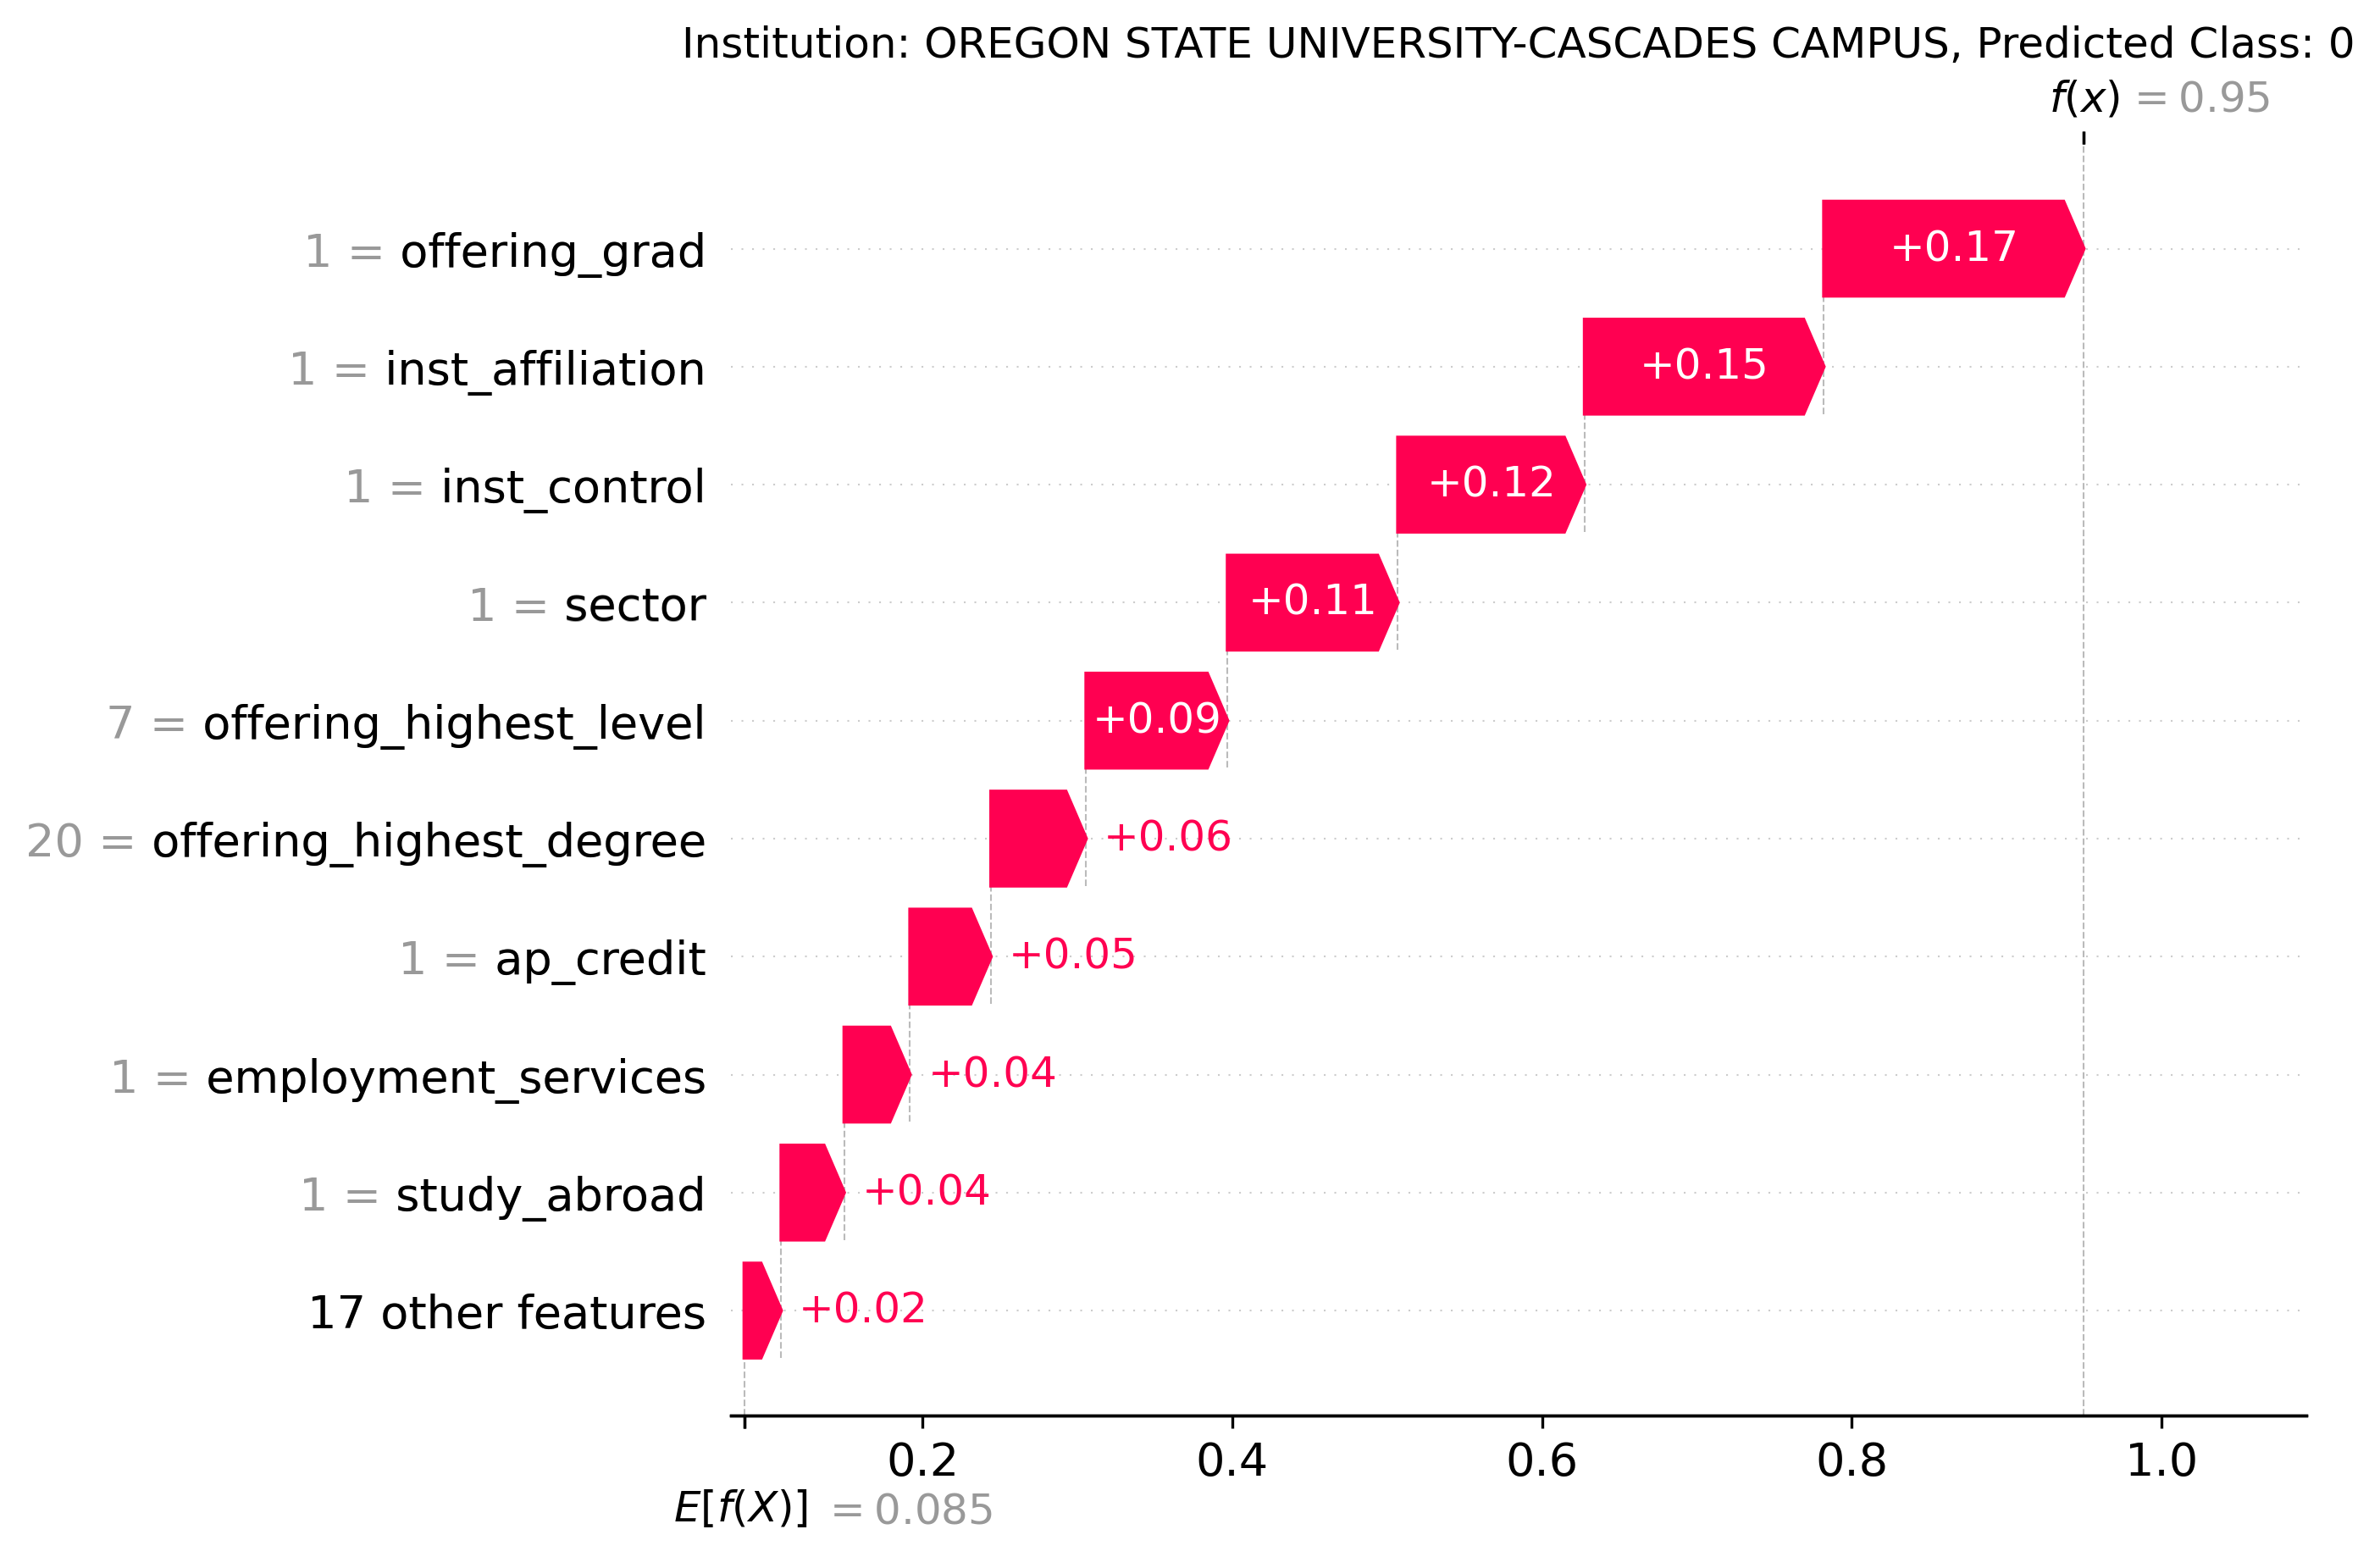 Institution: OREGON STATE UNIVERSITY-CASCADES CAMPUS, Predicted Class: 0
f(x) = 0.95
1 = offering_grad +0.17
1 = inst_affiliation +0.15
1 = inst_control +0.12
1 = sector +0.11
7 = offering_highest_level +0.09
20 = offering_highest_degree +0.06
1 = ap_credit +0.05
1 = employment_services +0.04
1 = study_abroad +0.04
17 other features +0.02
0.2 0.4 0.6 0.8 1.0
E[f(X)] = 0.085